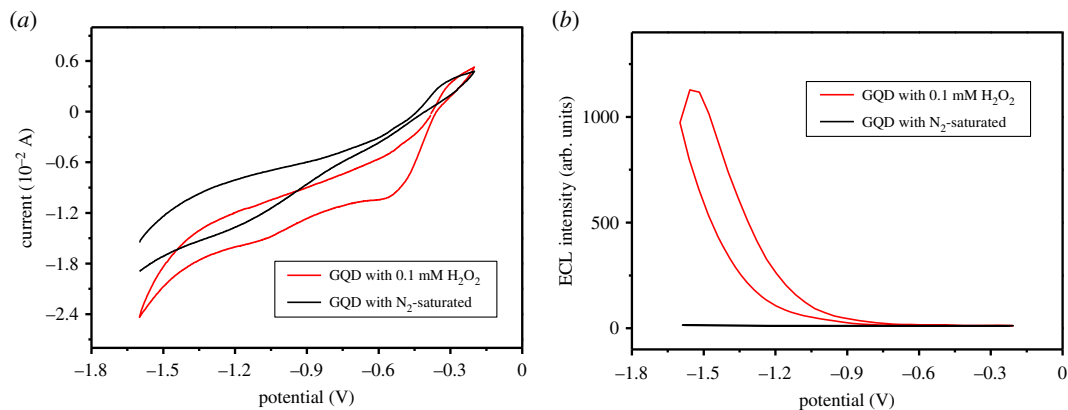 (a)
0.6
0
–0.6
–1.2
–1.8
–2.4
current (10⁻² A)
GQD with 0.1 mM H₂O₂
GQD with N₂-saturated
–1.8 –1.5 –1.2 –0.9 –0.6 –0.3 0
potential (V)
(b)
1000
500
0
ECL intensity (arb. units)
GQD with 0.1 mM H₂O₂
GQD with N₂-saturated
–1.8 –1.5 –1.2 –0.9 –0.6 –0.3 0
potential (V)